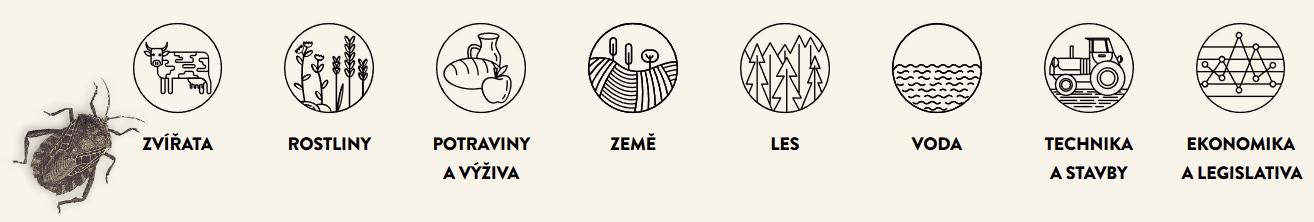 ZVÍŘATA
ROSTLINY
POTRAVINY
A VÝŽIVA
ZEMĚ
LES
VODA
TECHNIKA
A STAVBY
EKONOMIKA
A LEGISLATIVA